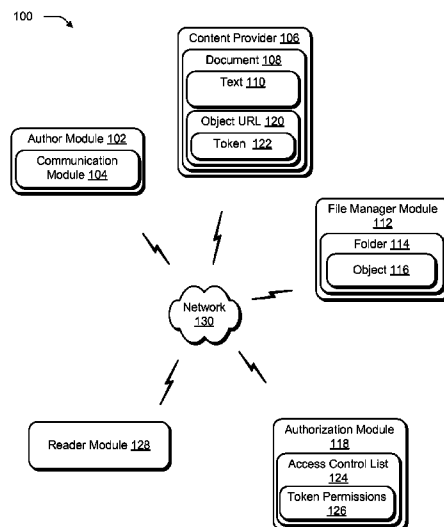 100
Content Provider 106
Document 108
Text 110
Object URL 120
Token 122
Author Module 102
Communication
Module 104
File Manager Module
112
Folder 114
Object 116
Network
130
Reader Module 128
Authorization Module
118
Access Control List
124
Token Permissions
126